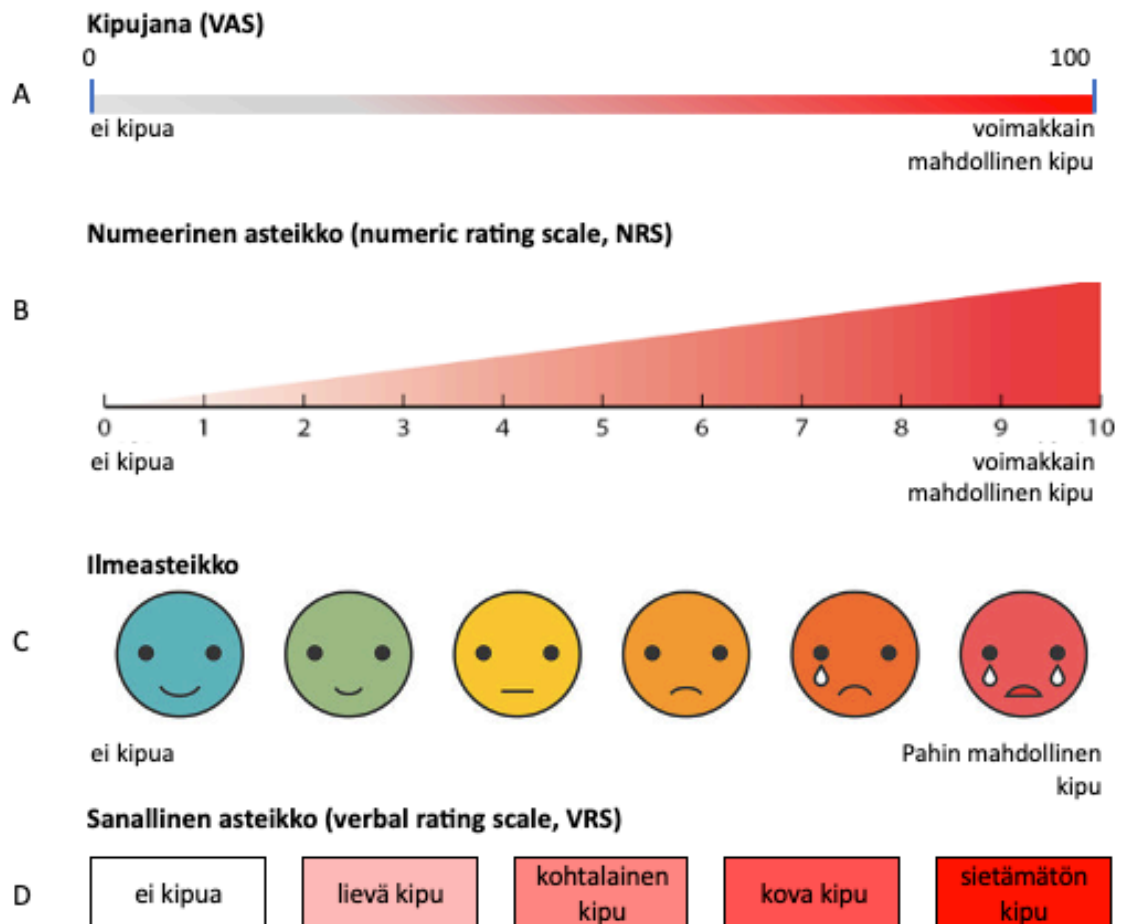 Kipujana (VAS)
0 100
A
ei kipua voimakkain
mahdollinen kipu
Numeerinen asteikko (numeric rating scale, NRS)
B
0 1 2 3 4 5 6 7 8 9 10
ei kipua voimakkain
mahdollinen kipu
Ilmeasteikko
C
ei kipua Pahin mahdollinen
kipu
Sanallinen asteikko (verbal rating scale, VRS)
D ei kipua lievä kipu kohtalainen kipu kova kipu sietämätön kipu